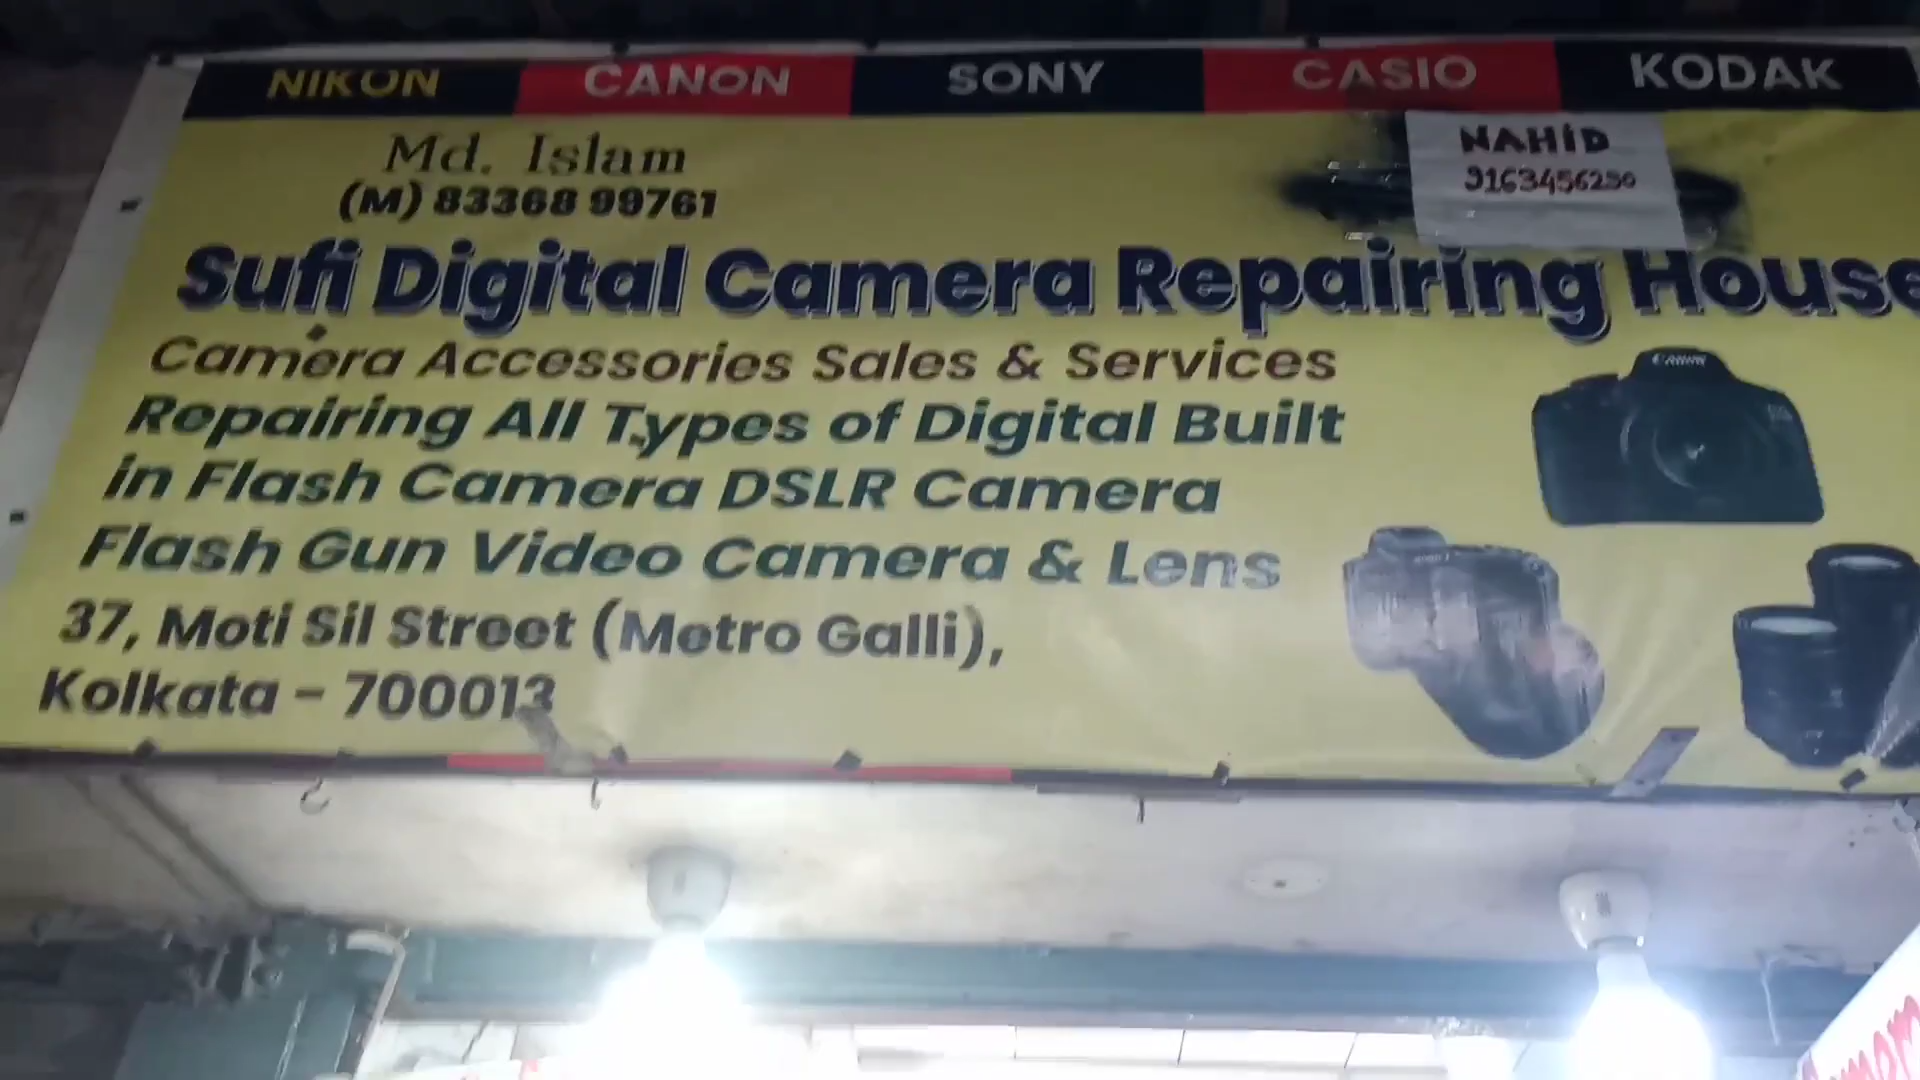 NIKON CANON SONY CASIO KODAK
Md. Islam
(M) 83368 99761
NAHID
9163456250
Sufi Digital Camera Repairing House
Camera Accessories Sales & Services
Repairing All Types of Digital Built
in Flash Camera DSLR Camera
Flash Gun Video Camera & Lens
37, Moti Sil Street (Metro Galli),
Kolkata - 700013
Canon